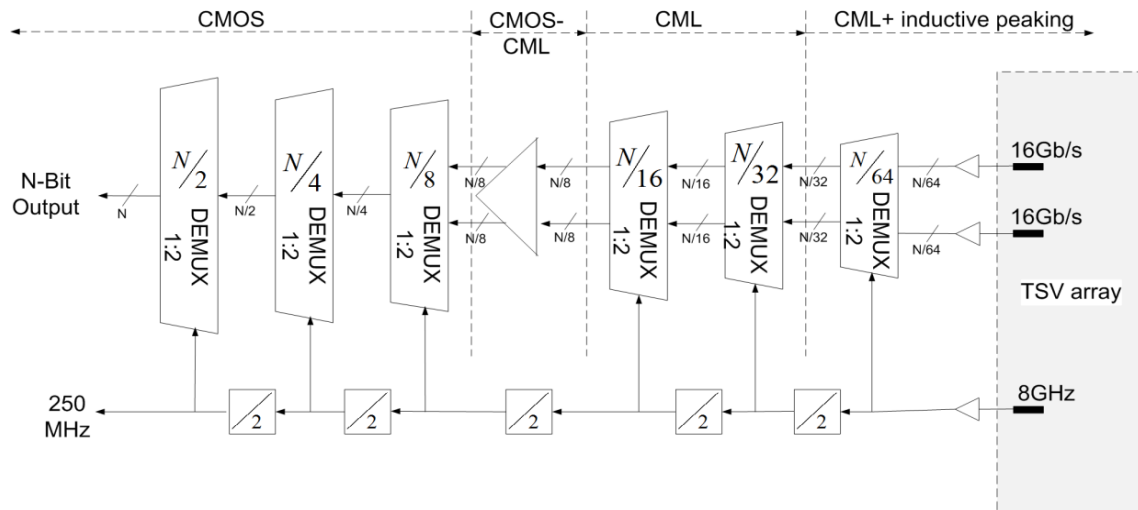 CMOS
CMOS-
CML
CML
CML+ inductive peaking
N/2
DEMUX
1:2
N/4
DEMUX
1:2
N/8
DEMUX
1:2
N/16
DEMUX
1:2
N/32
DEMUX
1:2
N/64
DEMUX
1:2
N-Bit
Output
N
N/2
N/4
N/8
N/8
N/16
N/32
N/64
16Gb/s
N/8
N/8
N/16
N/32
N/64
16Gb/s
TSV array
250
MHz
/2
/2
/2
/2
/2
8GHz